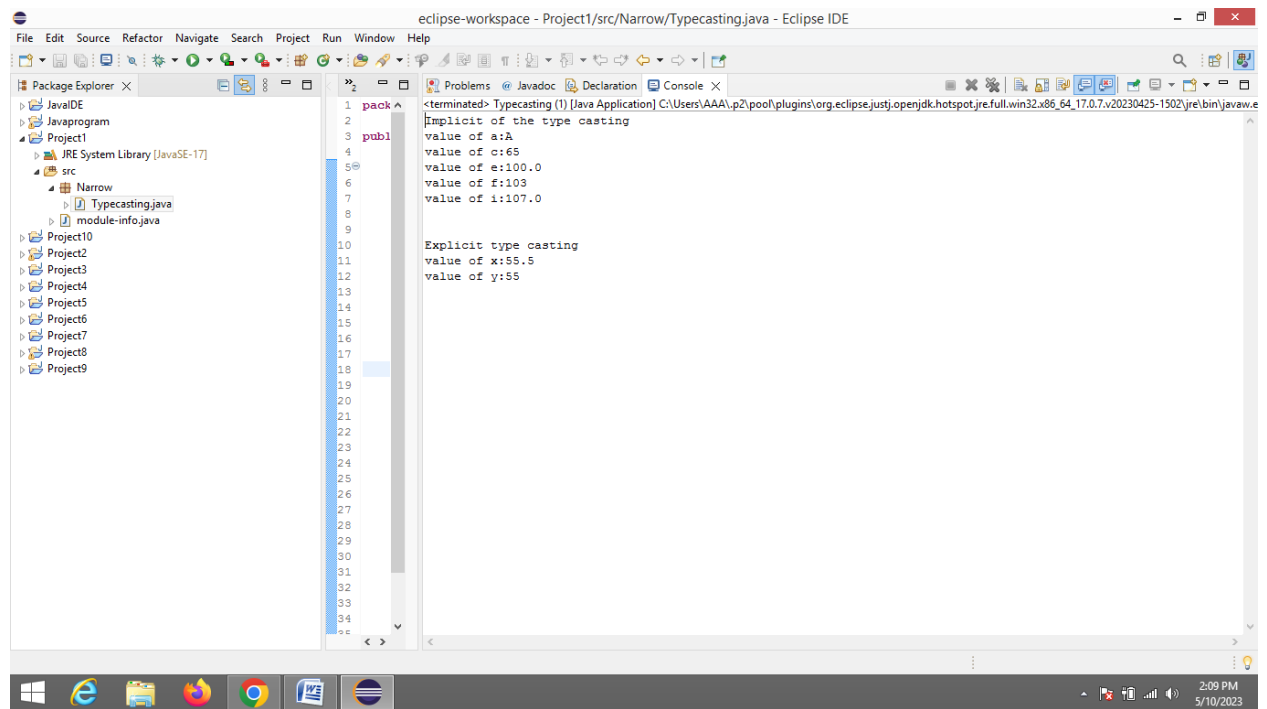 eclipse-workspace - Project1/src/Narrow/Typecasting.java - Eclipse IDE
File Edit Source Refactor Navigate Search Project Run Window Help
Package Explorer
JavaIDE
Javaprogram
Project1
JRE System Library [JavaSE-17]
src
Narrow
Typecasting.java
module-info.java
Project10
Project2
Project3
Project4
Project5
Project6
Project7
Project8
Project9
»2
1 pack
2
3 publ
4
5
6
7
8
9
10
11
12
13
14
15
16
17
18
19
20
21
22
23
24
25
26
27
28
29
30
31
32
33
34
35
Problems @ Javadoc Declaration Console
<terminated> Typecasting (1) [Java Application] C:\Users\AAA\.p2\pool\plugins\org.eclipse.justj.openjdk.hotspot.jre.full.win32.x86_64_17.0.7.v20230425-1502\jre\bin\javaw.e
Implicit of the type casting
value of a:A
value of c:65
value of e:100.0
value of f:103
value of i:107.0
Explicit type casting
value of x:55.5
value of y:55
2:09 PM
5/10/2023